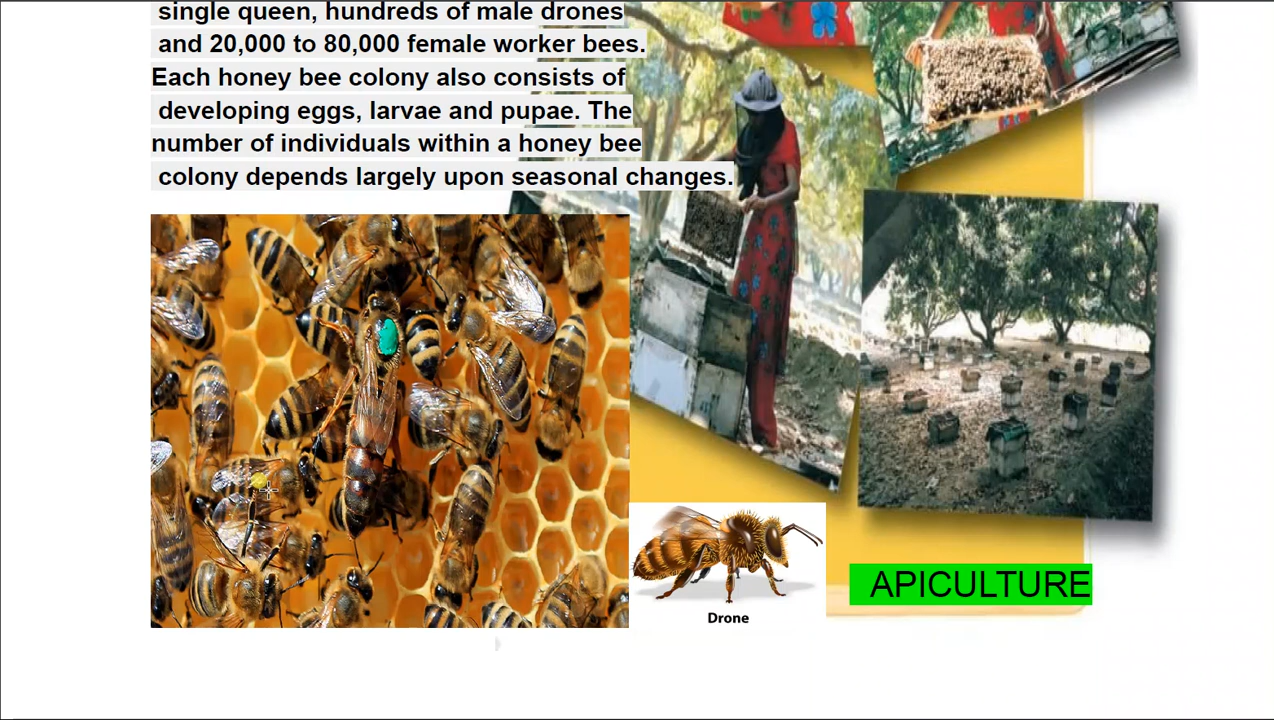 single queen, hundreds of male drones
and 20,000 to 80,000 female worker bees.
Each honey bee colony also consists of
developing eggs, larvae and pupae. The
number of individuals within a honey bee
colony depends largely upon seasonal changes.
Drone
APICULTURE